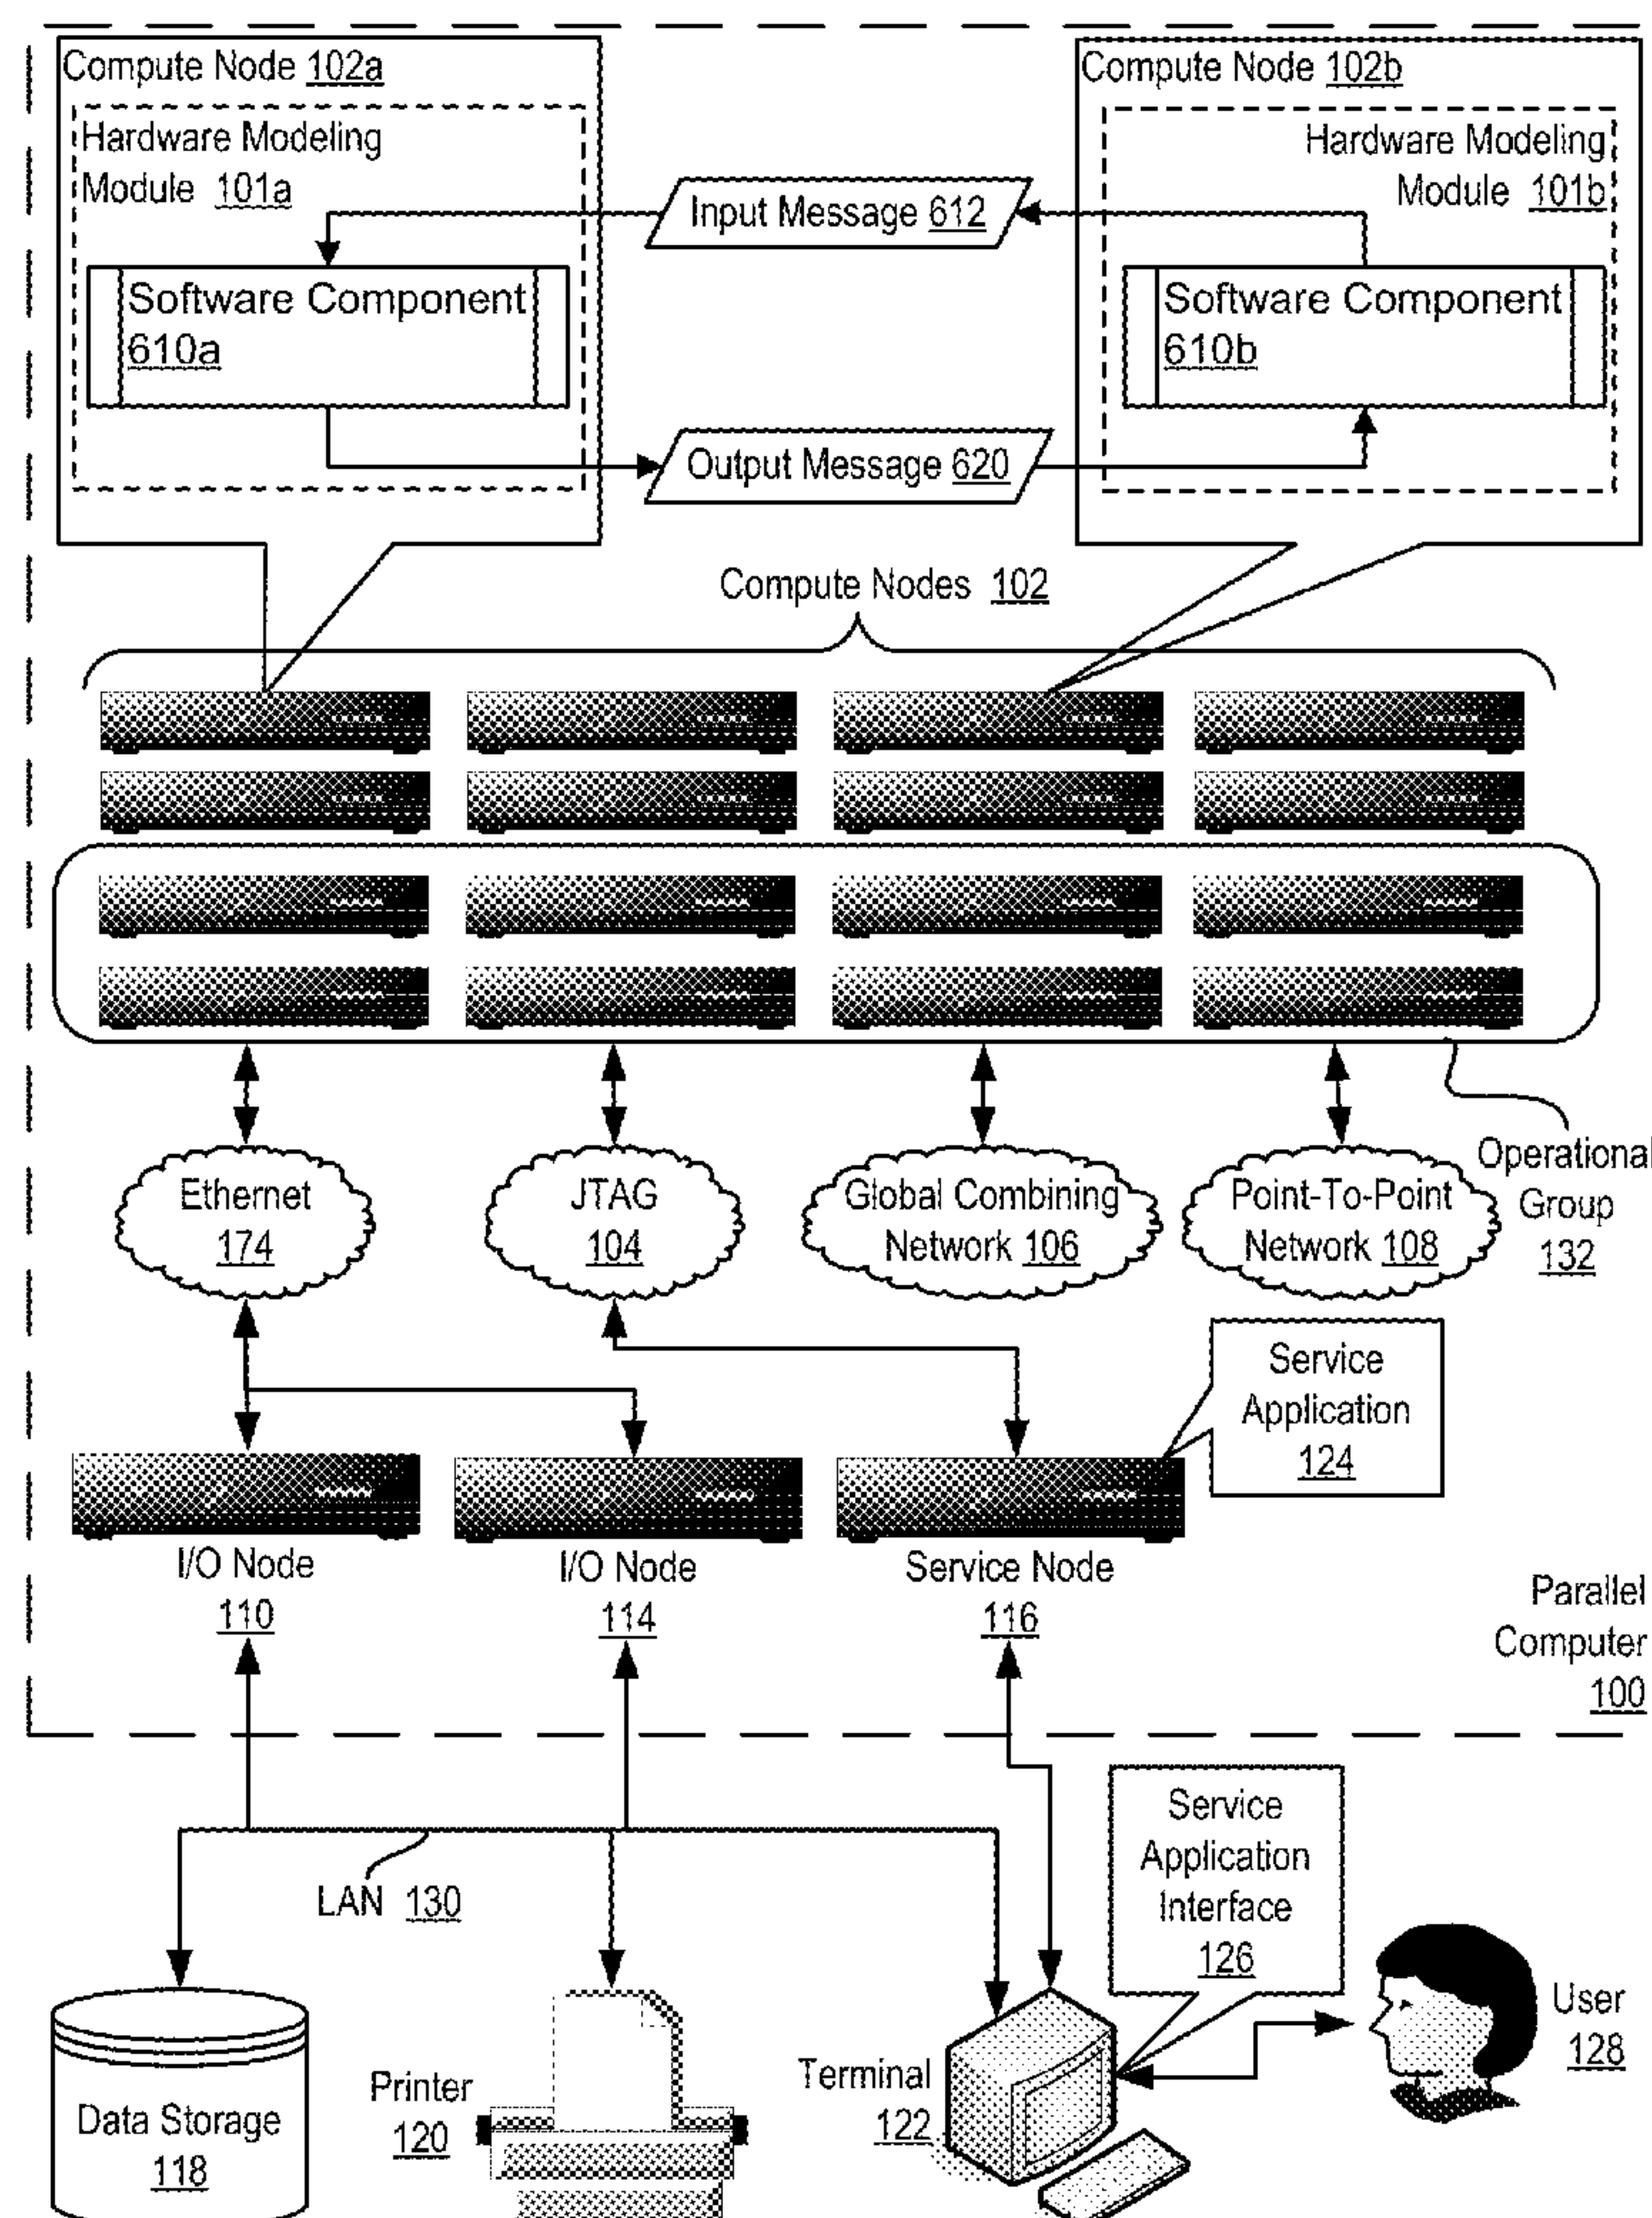 Compute Node 102a
Hardware Modeling
Module 101a
Software Component
610a
Input Message 612
Output Message 620
Compute Node 102b
Hardware Modeling
Module 101b
Software Component
610b
Compute Nodes 102
Ethernet
174
JTAG
104
Global Combining
Network 106
Point-To-Point
Network 108
Operational
Group
132
Service
Application
124
I/O Node
110
I/O Node
114
Service Node
116
Parallel
Computer
100
LAN 130
Service
Application
Interface
126
Data Storage
118
Printer
120
Terminal
122
User
128